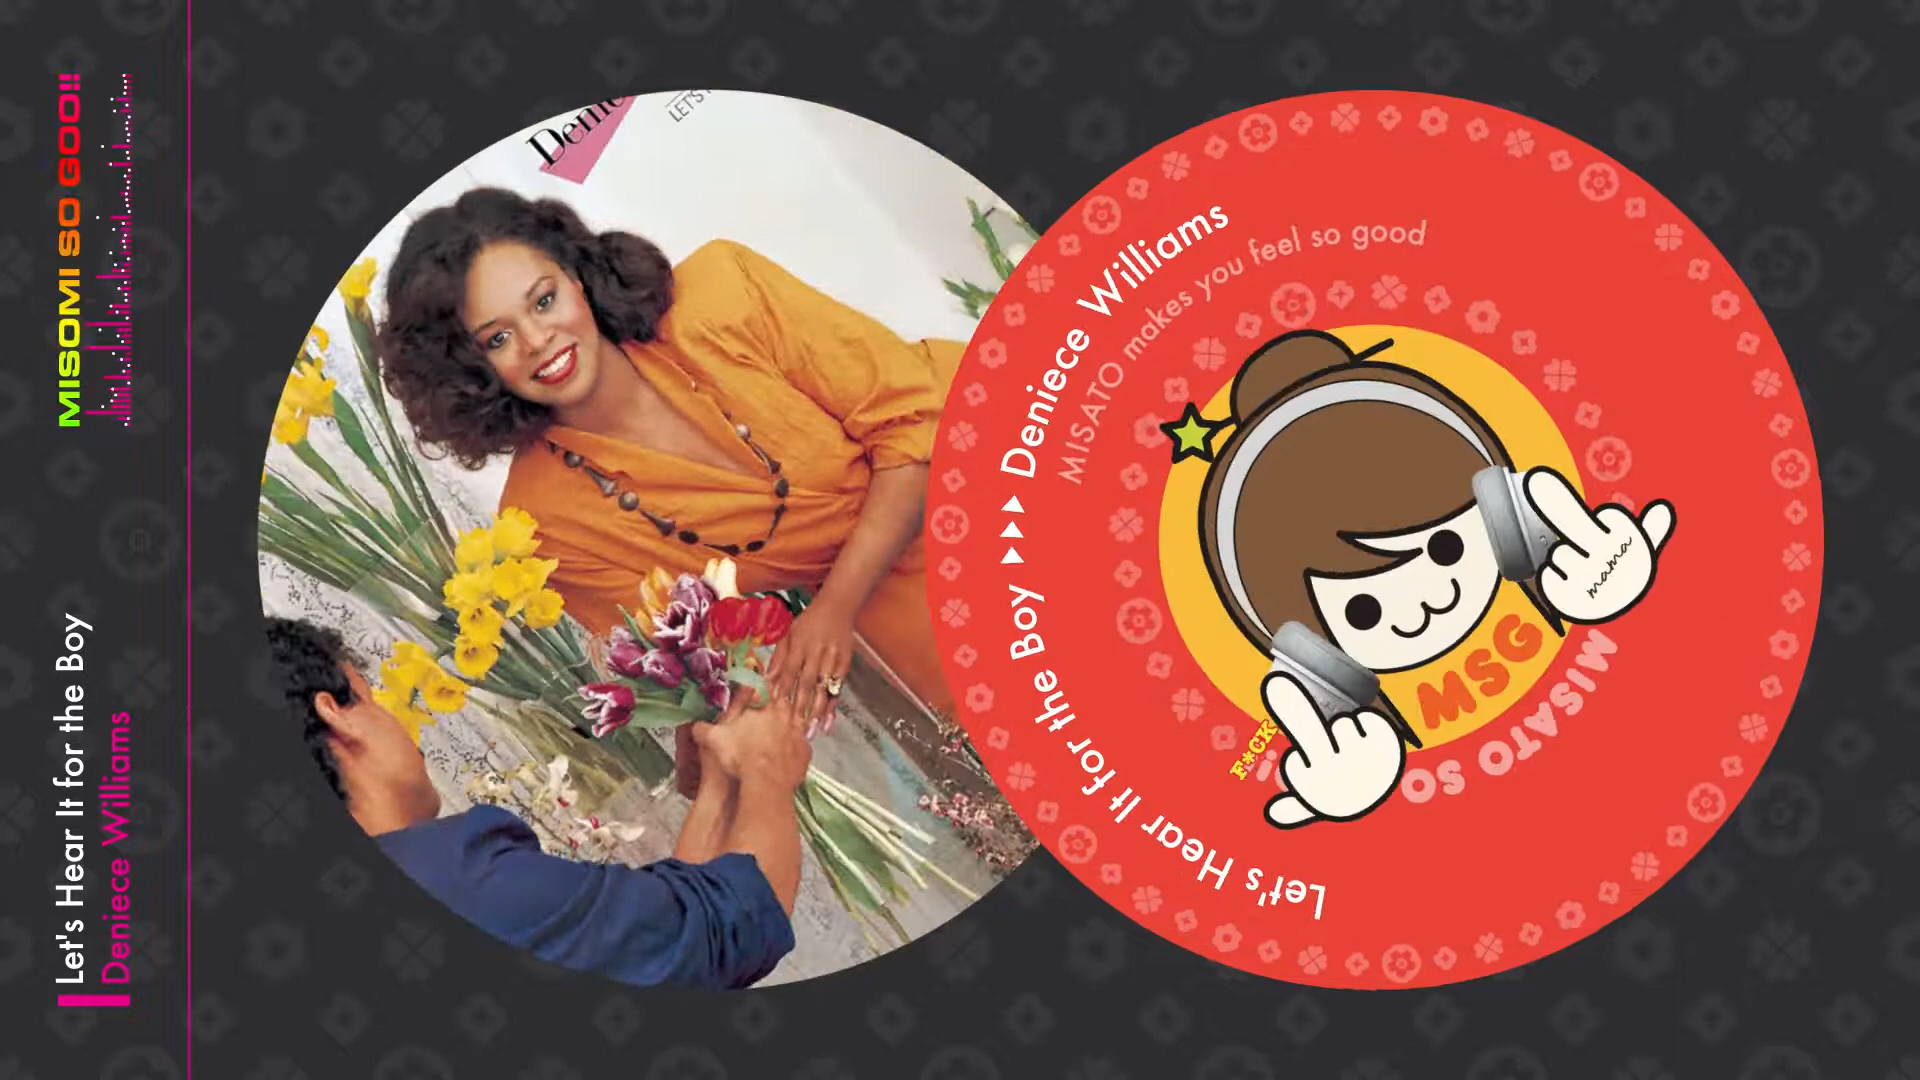 MISOMI SO GOO!!
Let's Hear It for the Boy
Deniece Williams
Denie
LET'S
Let's Hear It for the Boy ▶▶▶ Deniece Williams
MISATO makes you feel so good
mama
MSG
F*CK
MISATO SO